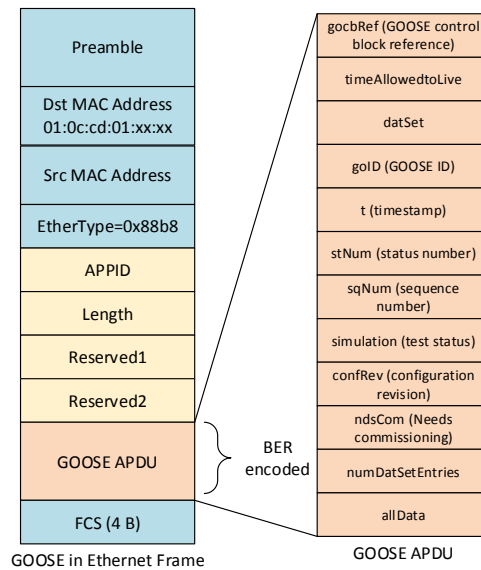 Preamble
Dst MAC Address
01:0c:cd:01:xx:xx
Src MAC Address
EtherType=0x88b8
APPID
Length
Reserved1
Reserved2
GOOSE APDU
FCS (4 B)
GOOSE in Ethernet Frame
BER
encoded
gocbRef (GOOSE control
block reference)
timeAllowedtoLive
datSet
goID (GOOSE ID)
t (timestamp)
stNum (status number)
sqNum (sequence
number)
simulation (test status)
confRev (configuration
revision)
ndsCom (Needs
commissioning)
numDatSetEntries
allData
GOOSE APDU